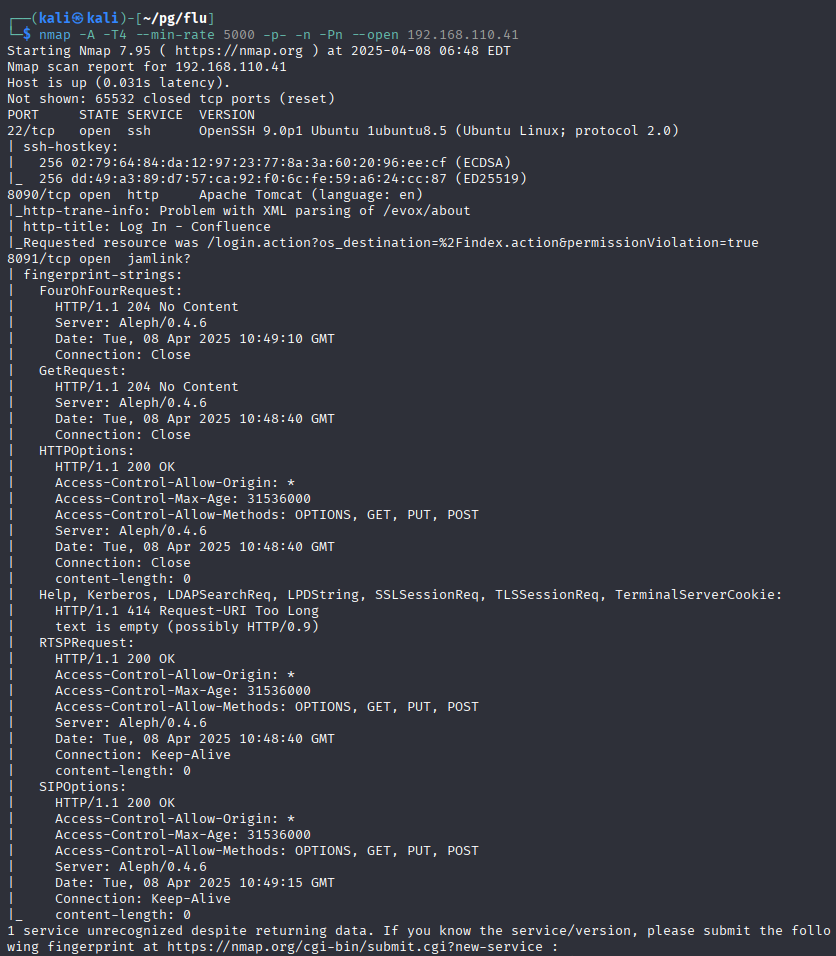 ┌──(kali㉿kali)-[~/pg/flu]
└─$ nmap -A -T4 --min-rate 5000 -p- -n -Pn --open 192.168.110.41
Starting Nmap 7.95 ( https://nmap.org ) at 2025-04-08 06:48 EDT
Nmap scan report for 192.168.110.41
Host is up (0.031s latency).
Not shown: 65532 closed tcp ports (reset)
PORT     STATE SERVICE  VERSION
22/tcp   open  ssh      OpenSSH 9.0p1 Ubuntu 1ubuntu8.5 (Ubuntu Linux; protocol 2.0)
| ssh-hostkey:
|   256 02:79:64:84:da:12:97:23:77:8a:3a:60:20:96:ee:cf (ECDSA)
|_  256 dd:49:a3:89:d7:57:ca:92:f0:6c:fe:59:a6:24:cc:87 (ED25519)
8090/tcp open  http     Apache Tomcat (language: en)
|_http-trane-info: Problem with XML parsing of /evox/about
| http-title: Log In - Confluence
|_Requested resource was /login.action?os_destination=%2Findex.action&permissionViolation=true
8091/tcp open  jamlink?
| fingerprint-strings:
|   FourOhFourRequest:
|     HTTP/1.1 204 No Content
|     Server: Aleph/0.4.6
|     Date: Tue, 08 Apr 2025 10:49:10 GMT
|     Connection: Close
|   GetRequest:
|     HTTP/1.1 204 No Content
|     Server: Aleph/0.4.6
|     Date: Tue, 08 Apr 2025 10:48:40 GMT
|     Connection: Close
|   HTTPOptions:
|     HTTP/1.1 200 OK
|     Access-Control-Allow-Origin: *
|     Access-Control-Max-Age: 31536000
|     Access-Control-Allow-Methods: OPTIONS, GET, PUT, POST
|     Server: Aleph/0.4.6
|     Date: Tue, 08 Apr 2025 10:48:40 GMT
|     Connection: Close
|     content-length: 0
|   Help, Kerberos, LDAPSearchReq, LPDString, SSLSessionReq, TLSSessionReq, TerminalServerCookie:
|     HTTP/1.1 414 Request-URI Too Long
|     text is empty (possibly HTTP/0.9)
|   RTSPRequest:
|     HTTP/1.1 200 OK
|     Access-Control-Allow-Origin: *
|     Access-Control-Max-Age: 31536000
|     Access-Control-Allow-Methods: OPTIONS, GET, PUT, POST
|     Server: Aleph/0.4.6
|     Date: Tue, 08 Apr 2025 10:48:40 GMT
|     Connection: Keep-Alive
|     content-length: 0
|   SIPOptions:
|     HTTP/1.1 200 OK
|     Access-Control-Allow-Origin: *
|     Access-Control-Max-Age: 31536000
|     Access-Control-Allow-Methods: OPTIONS, GET, PUT, POST
|     Server: Aleph/0.4.6
|     Date: Tue, 08 Apr 2025 10:49:15 GMT
|     Connection: Keep-Alive
|_    content-length: 0
1 service unrecognized despite returning data. If you know the service/version, please submit the follo
wing fingerprint at https://nmap.org/cgi-bin/submit.cgi?new-service :